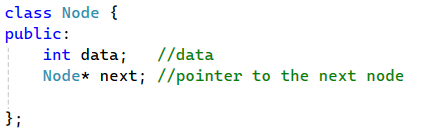 class Node {
public:
    int data;   //data
    Node* next; //pointer to the next node
};